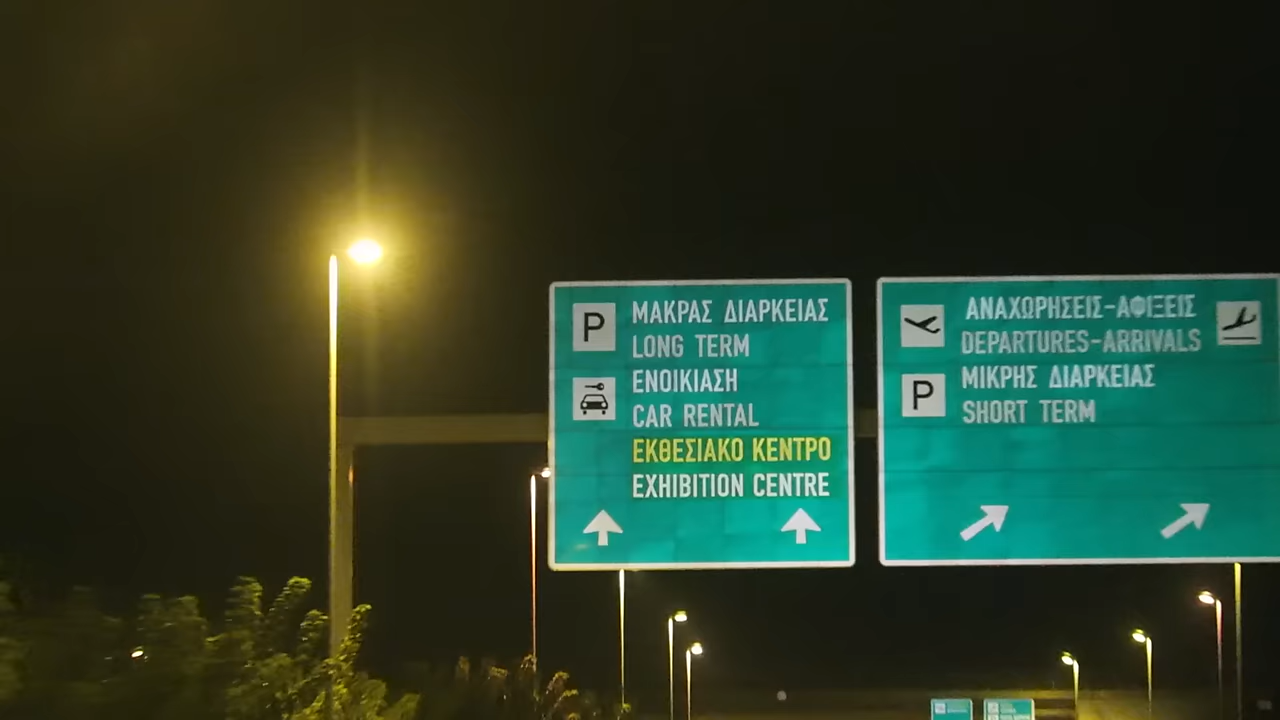 P ΜΑΚΡΑΣ ΔΙΑΡΚΕΙΑΣ
LONG TERM
ΕΝΟΙΚΙΑΣΗ
CAR RENTAL
ΕΚΘΕΣΙΑΚΟ ΚΕΝΤΡΟ
EXHIBITION CENTRE
ΑΝΑΧΩΡΗΣΕΙΣ-ΑΦΙΞΕΙΣ
DEPARTURES-ARRIVALS
P ΜΙΚΡΗΣ ΔΙΑΡΚΕΙΑΣ
SHORT TERM